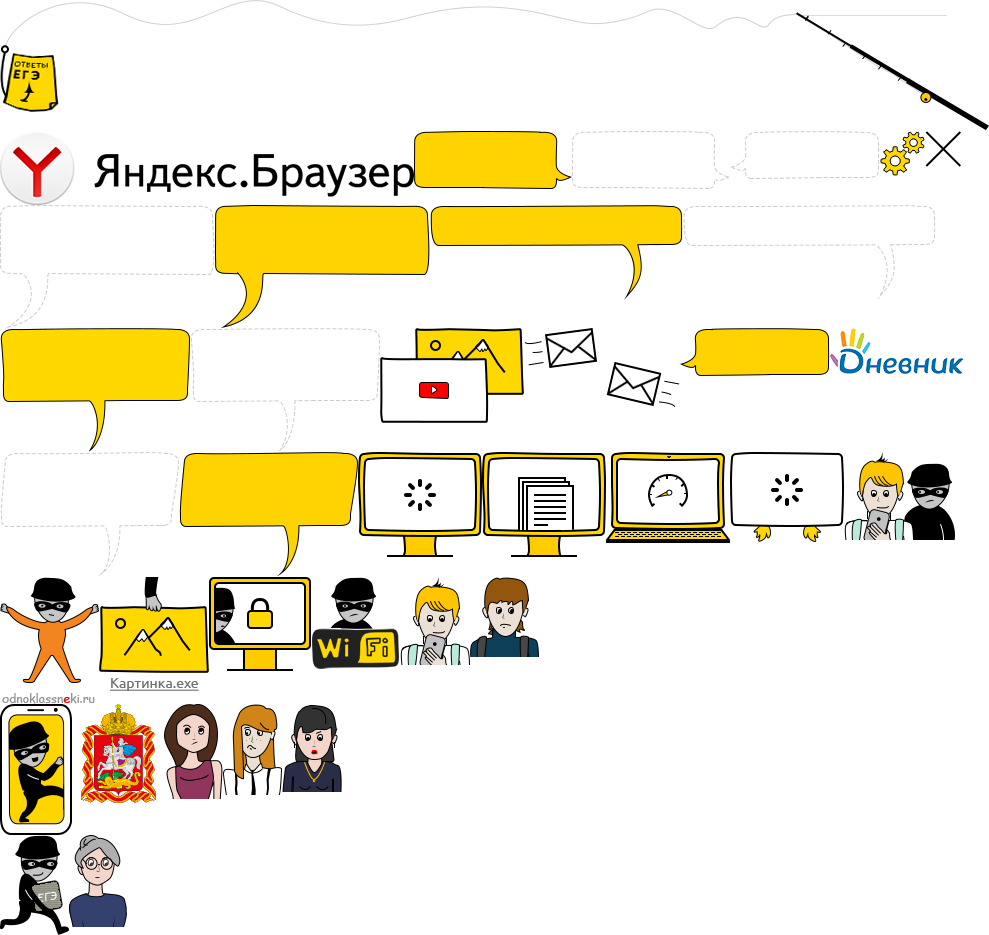 ОТВЕТЫ
ЕГЭ
Яндекс.Браузер
Дневник
Wi Fi
Картинка.exe
odnoklassneki.ru
ЕГЭ